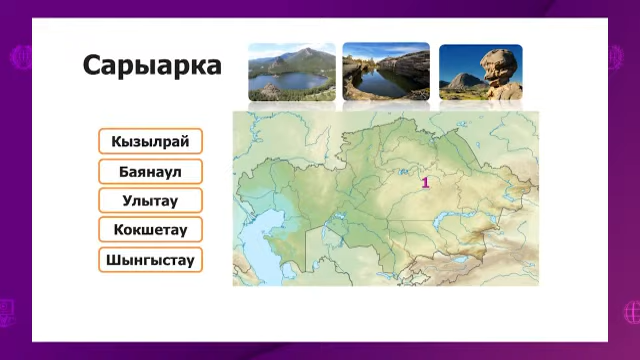 Сарыарка
Кызылрай
Баянаул
Улытау
Кокшетау
Шынгыстау
1